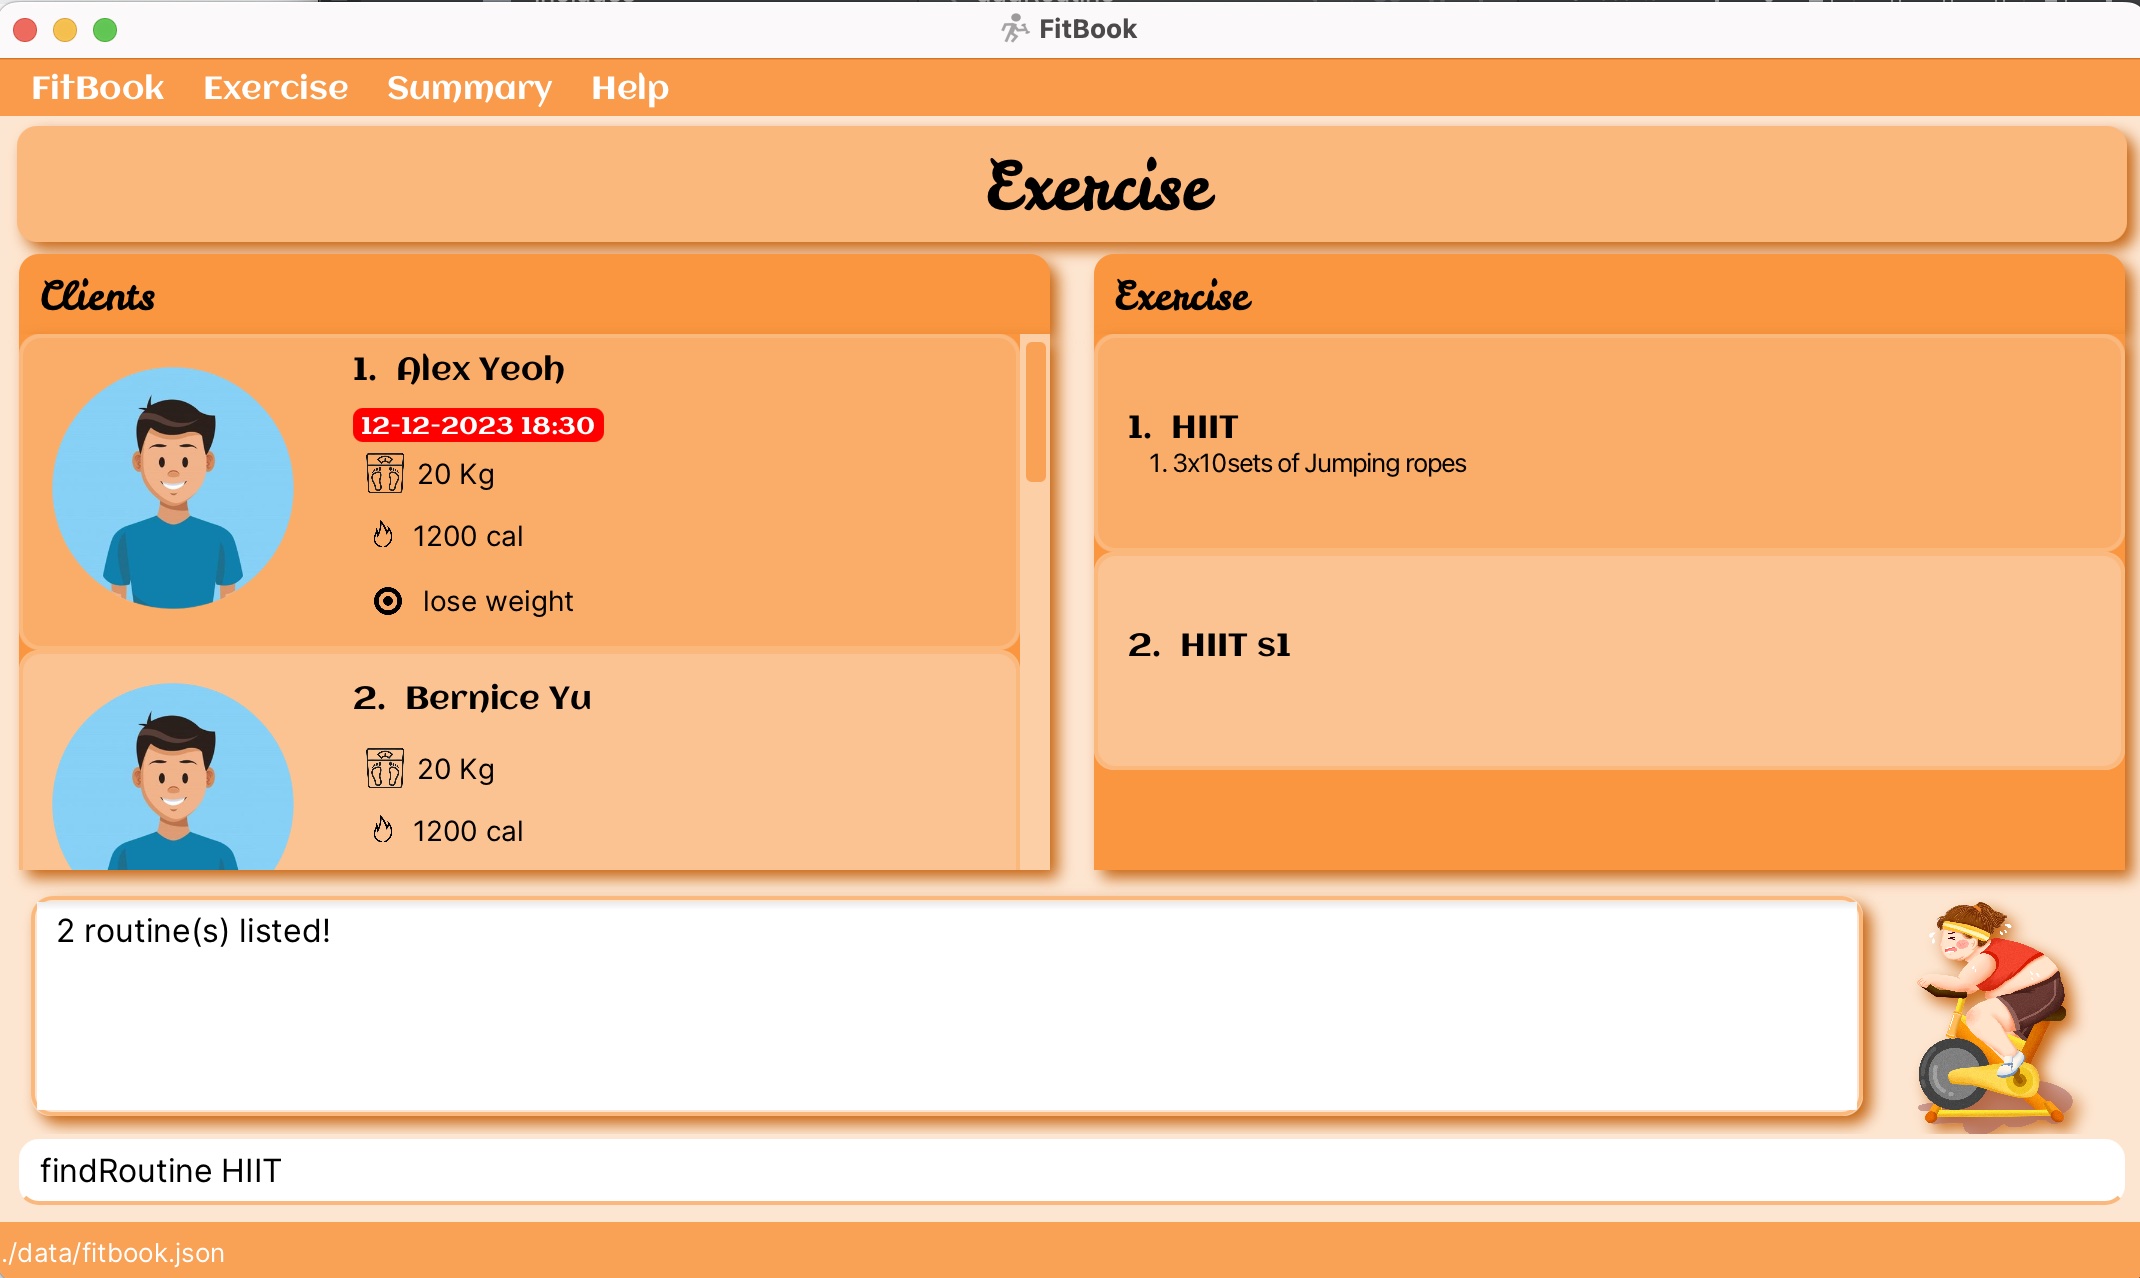 FitBook
FitBook Exercise Summary Help
Exercise
Clients
1. Alex Yeoh
12-12-2023 18:30
20 Kg
1200 cal
lose weight
2. Bernice Yu
20 Kg
1200 cal
Exercise
1. HIIT
1. 3x10sets of Jumping ropes
2. HIIT s1
2 routine(s) listed!
findRoutine HIIT
./data/fitbook.json